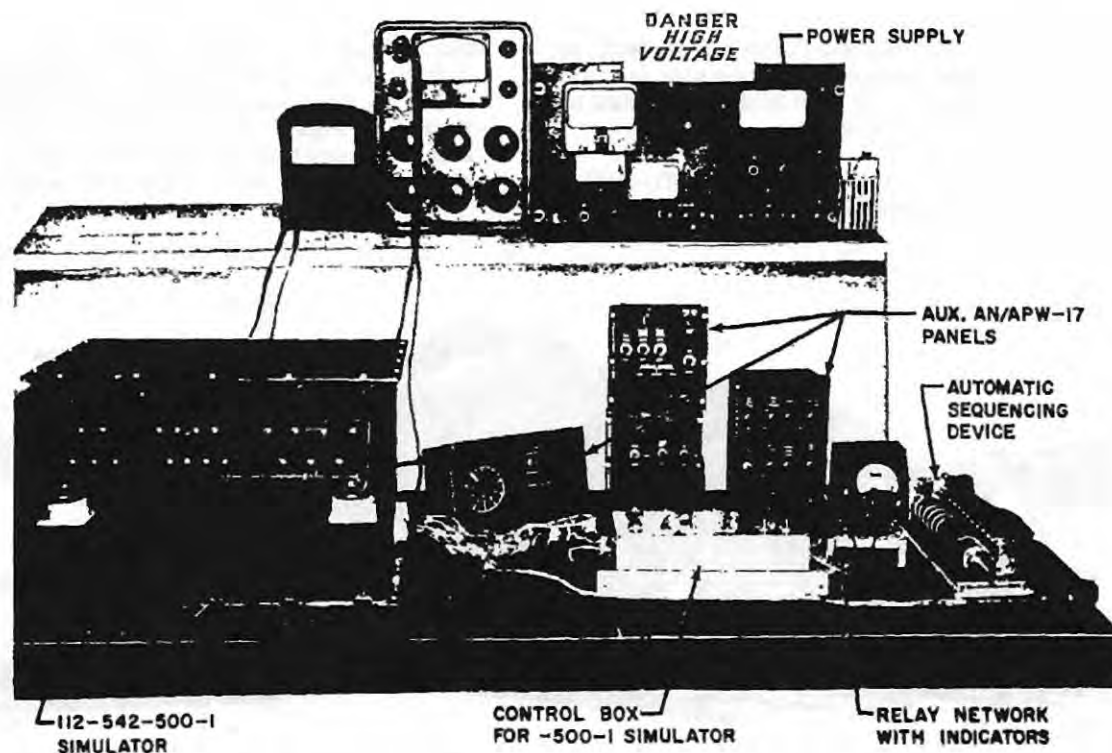 DANGER
HIGH
VOLTAGE
POWER SUPPLY
AUX. AN/APW-17
PANELS
AUTOMATIC
SEQUENCING
DEVICE
112-542-500-1
SIMULATOR
CONTROL BOX
FOR -500-1 SIMULATOR
RELAY NETWORK
WITH INDICATORS